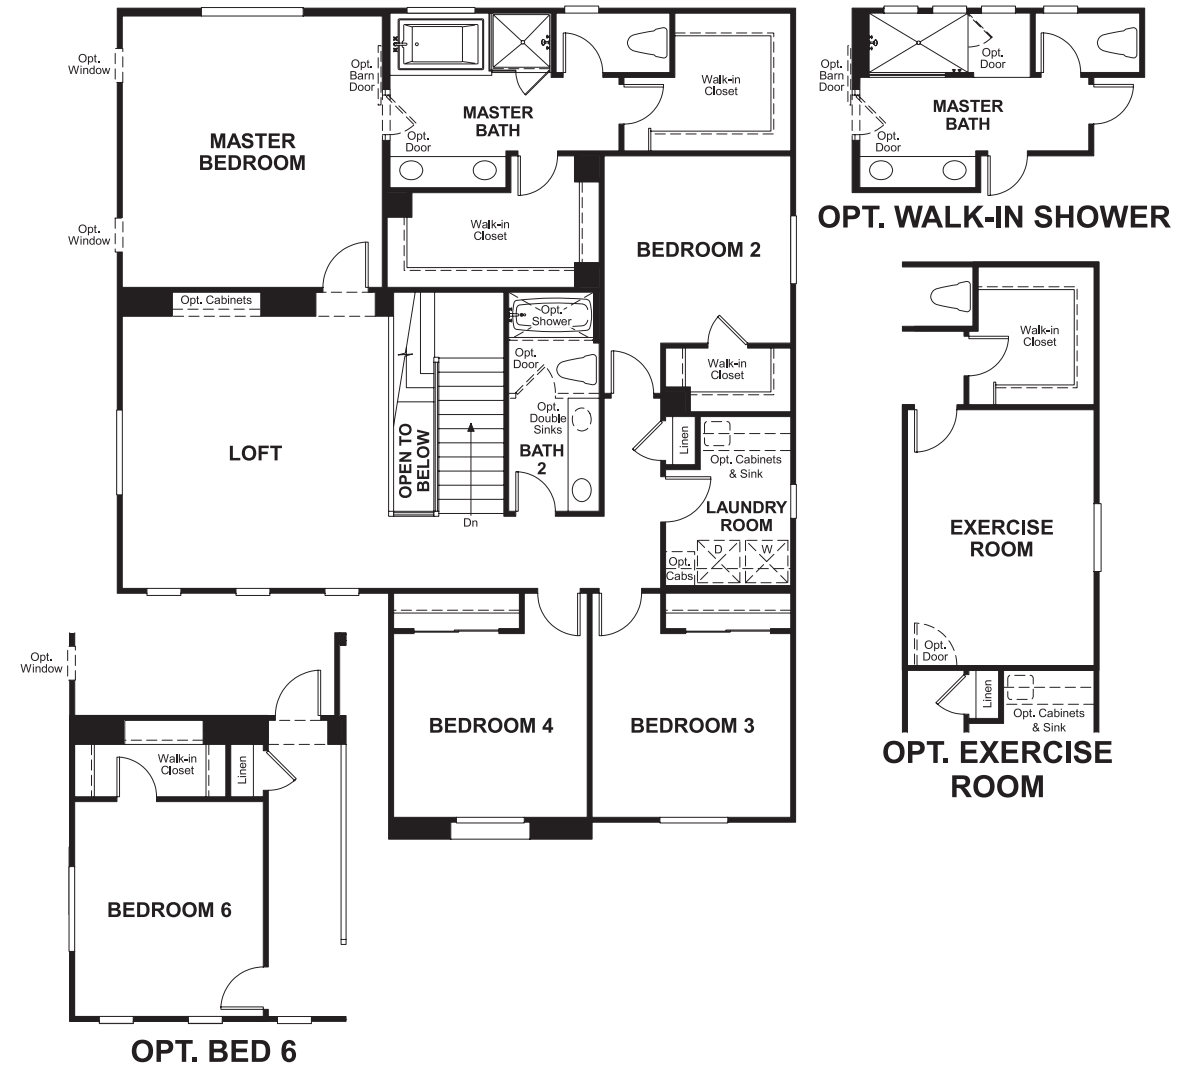 Opt.
Window
MASTER
BEDROOM
Opt.
Window
Opt.
Barn
Door
Opt.
Door
MASTER
BATH
Walk-in
Closet
Walk-in
Closet
BEDROOM 2
Walk-in
Closet
Opt. Cabinets
LOFT
OPEN TO
BELOW
Dn
Opt.
Shower
Opt.
Door
Opt.
Double
Sinks
BATH
2
Linen
Opt. Cabinets
& Sink
LAUNDRY
ROOM
D
W
Opt.
Cabs
BEDROOM 4
BEDROOM 3
Opt.
Barn
Door
Opt.
Door
MASTER
BATH
Opt.
Door
OPT. WALK-IN SHOWER
Walk-in
Closet
EXERCISE
ROOM
Opt.
Door
Linen
Opt. Cabinets
& Sink
OPT. EXERCISE
ROOM
Opt.
Window
Walk-in
Closet
Linen
BEDROOM 6
OPT. BED 6